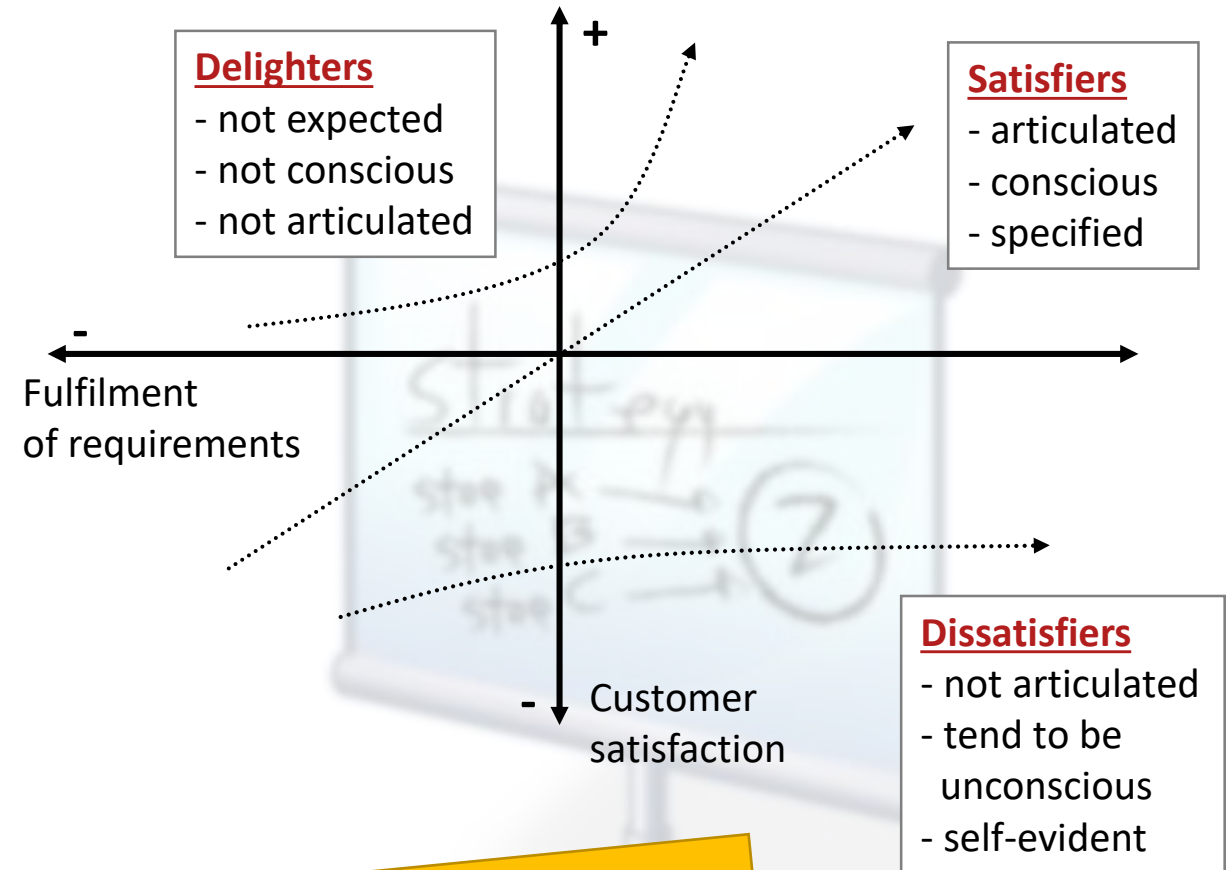 Delighters
- not expected
- not conscious
- not articulated
+
Satisfiers
- articulated
- conscious
- specified
-
Fulfilment
of requirements
Strategy
Z
- Customer
satisfaction
Dissatisfiers
- not articulated
- tend to be
unconscious
- self-evident